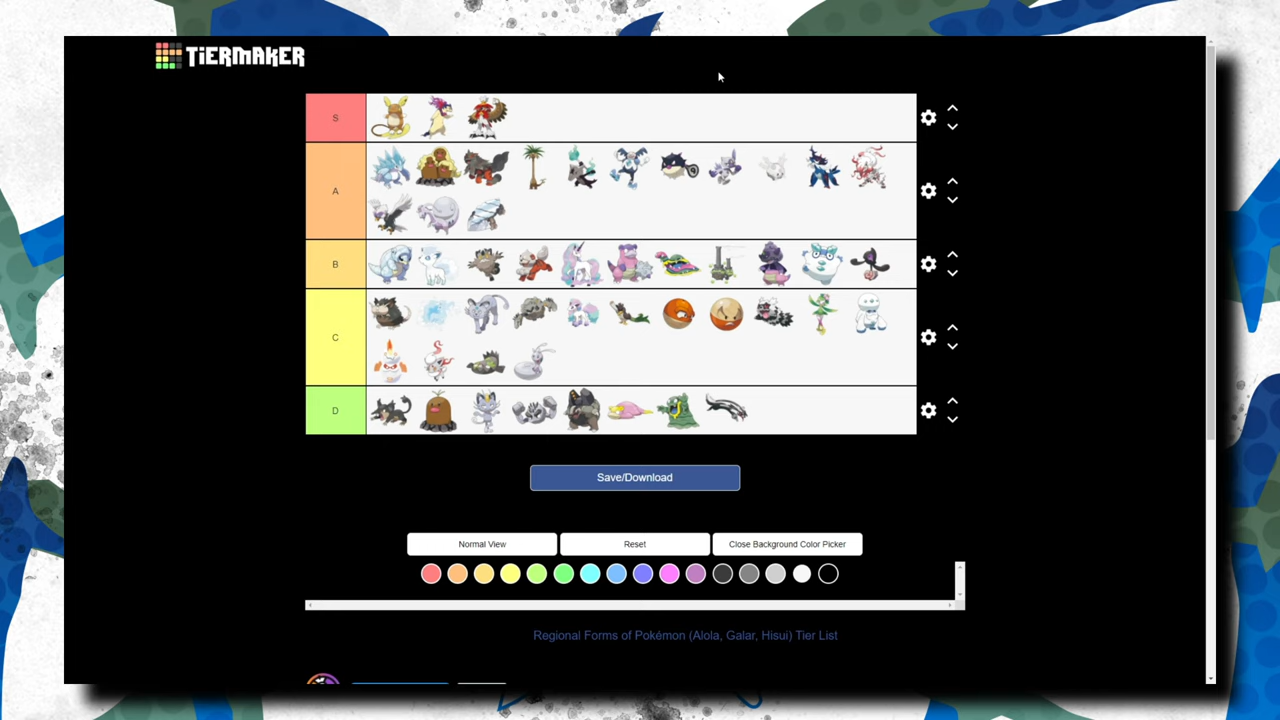 TiERMAKER
S
A
B
C
D
Save/Download
Normal View
Reset
Close Background Color Picker
Regional Forms of Pokémon (Alola, Galar, Hisui) Tier List